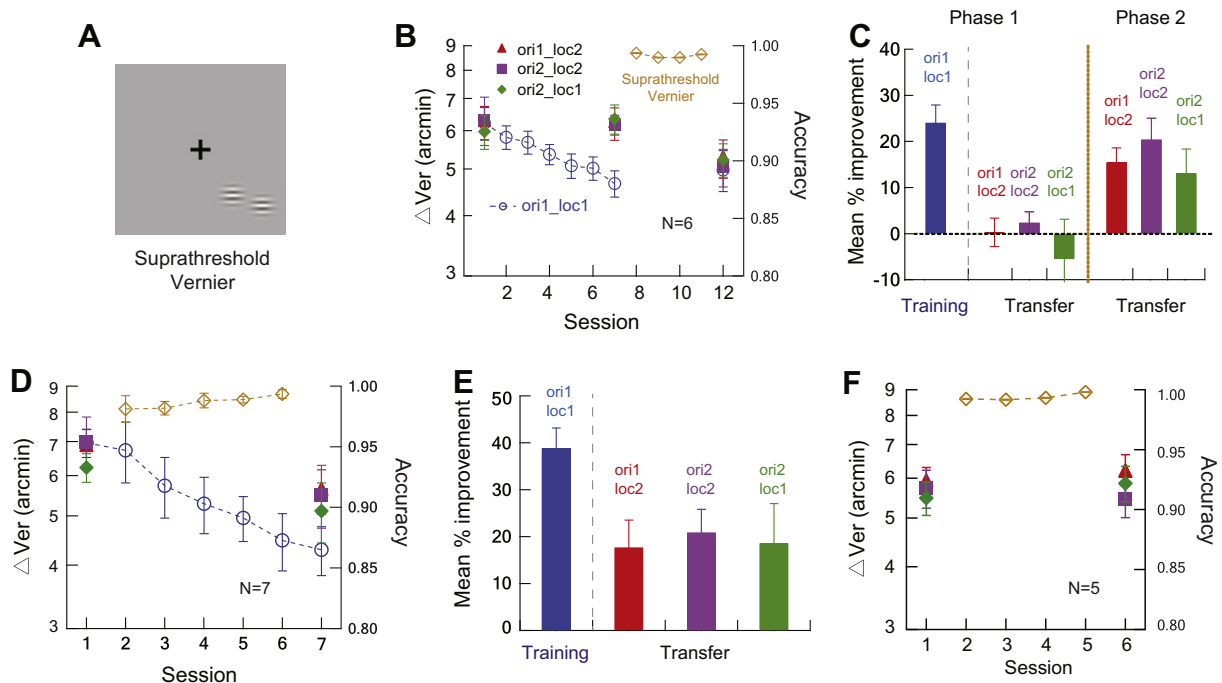 A
Suprathreshold
Vernier
B
ori1_loc2
ori2_loc2
ori2_loc1
Suprathreshold
Vernier
ori1_loc1
N=6
9
8
7
6
5
4
3
△Ver (arcmin)
1.00
0.95
0.90
0.85
0.80
Accuracy
2 4 6 8 10 12
Session
C
Phase 1 Phase 2
40
30
20
10
0
-10
Mean % improvement
ori1
loc1
ori1
loc2
ori2
loc2
ori2
loc1
ori1
loc2
ori2
loc2
ori2
loc1
Training Transfer Transfer
D
9
8
7
6
5
4
3
△Ver (arcmin)
N=7
1.00
0.95
0.90
0.85
0.80
Accuracy
1 2 3 4 5 6 7
Session
E
50
40
30
20
10
0
Mean % improvement
ori1
loc1
ori1
loc2
ori2
loc2
ori2
loc1
Training Transfer
F
9
8
7
6
5
4
3
△Ver (arcmin)
N=5
1.00
0.95
0.90
0.85
0.80
Accuracy
1 2 3 4 5 6
Session